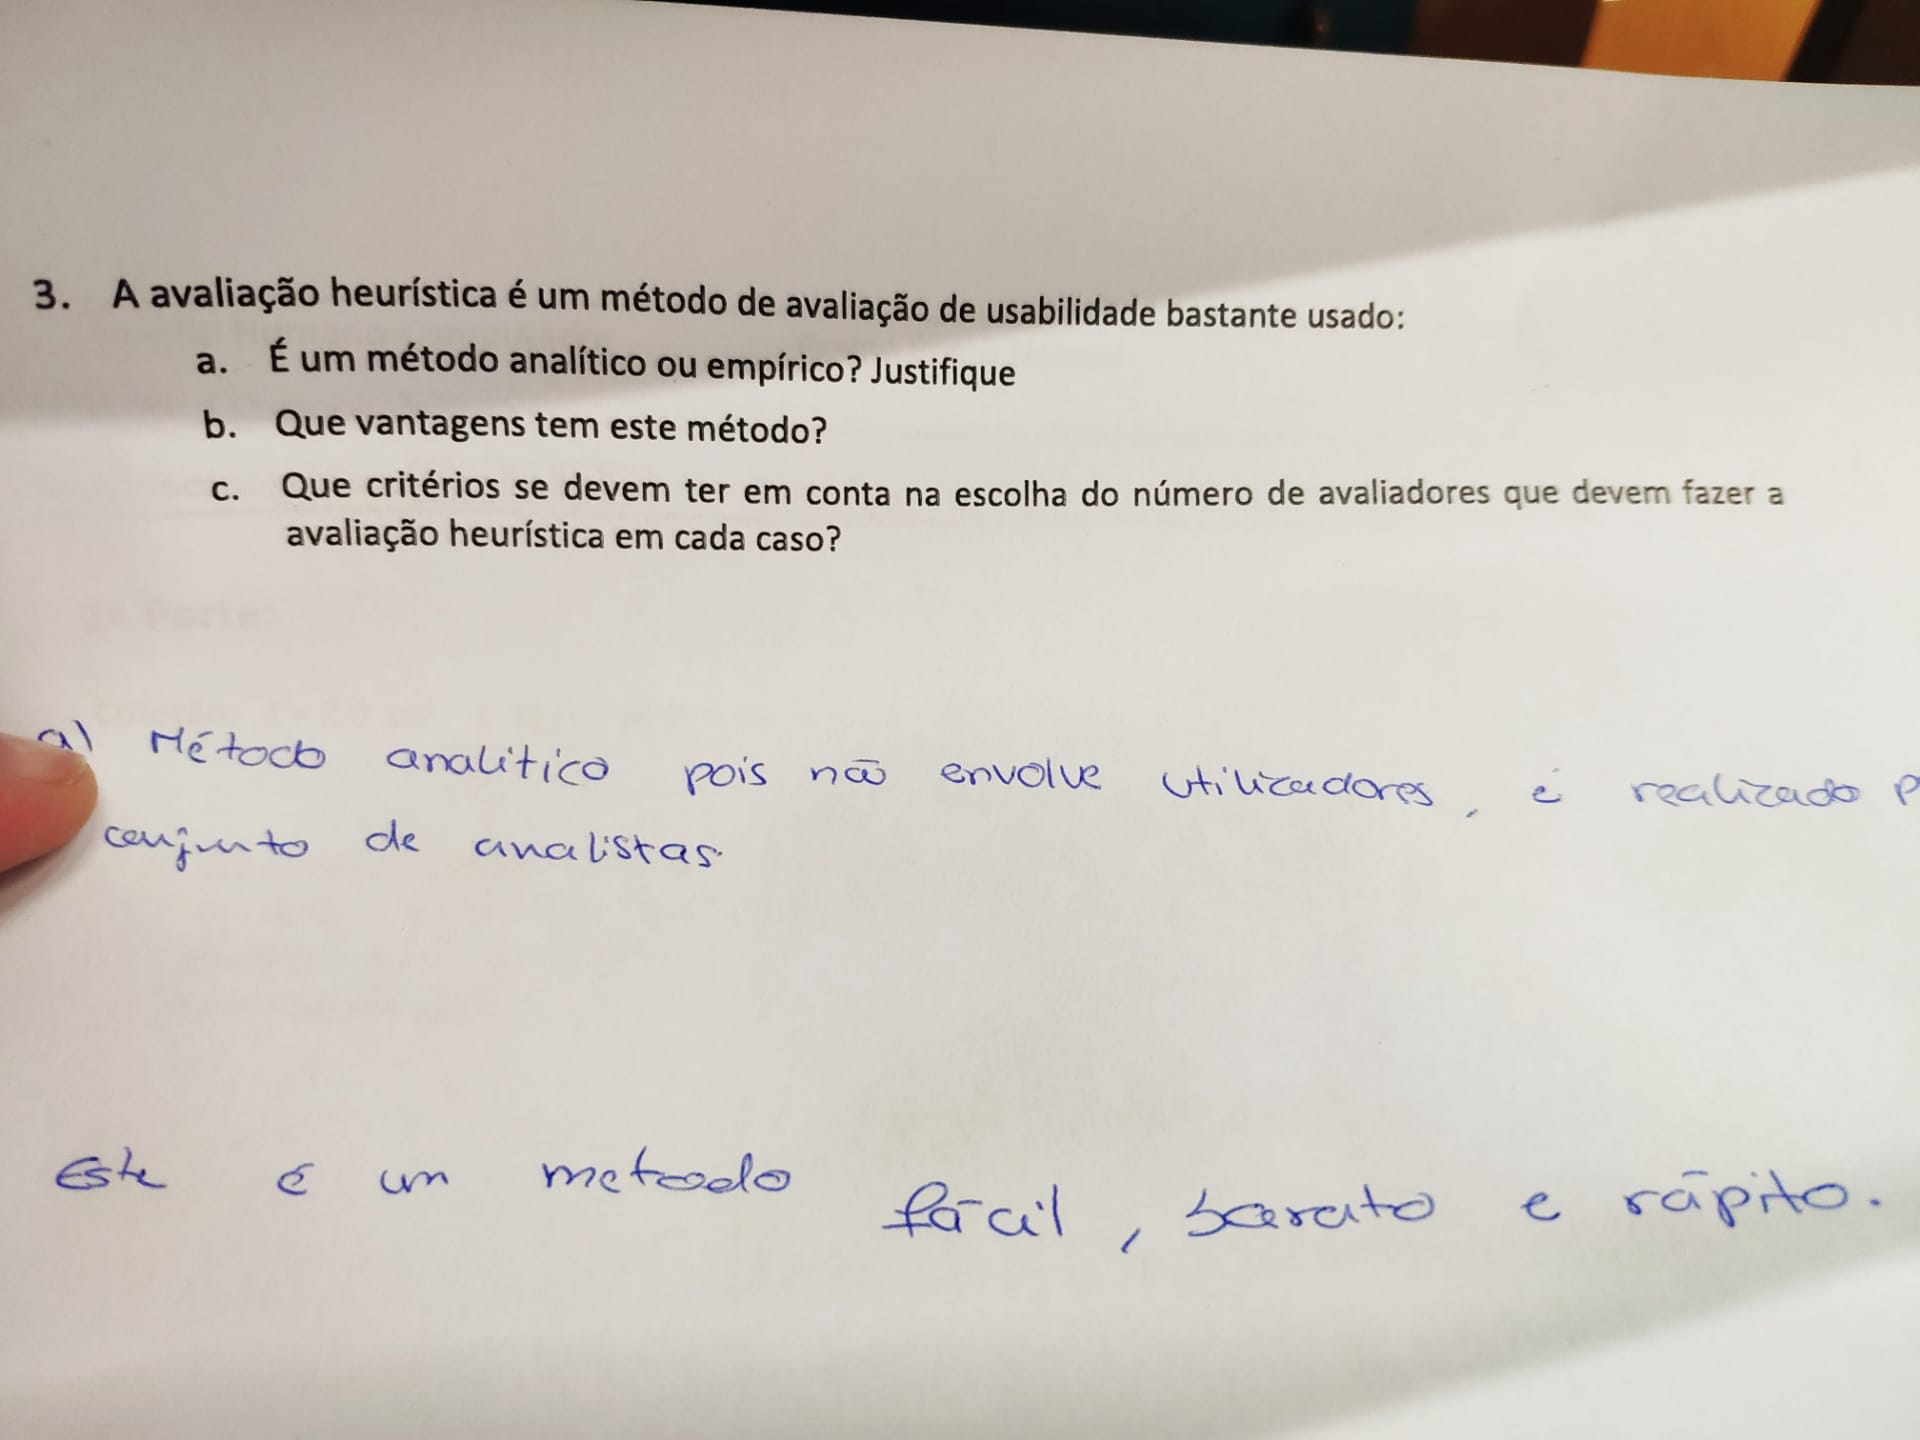 3. A avaliação heurística é um método de avaliação de usabilidade bastante usado:
a. É um método analítico ou empírico? Justifique
b. Que vantagens tem este método?
c. Que critérios se devem ter em conta na escolha do número de avaliadores que devem fazer a
avaliação heurística em cada caso?
a) Método analitico pois não envolve utilizadores, é realizado p
conjunto de analistas.
Este é um metodo fácil, barato e rápito.